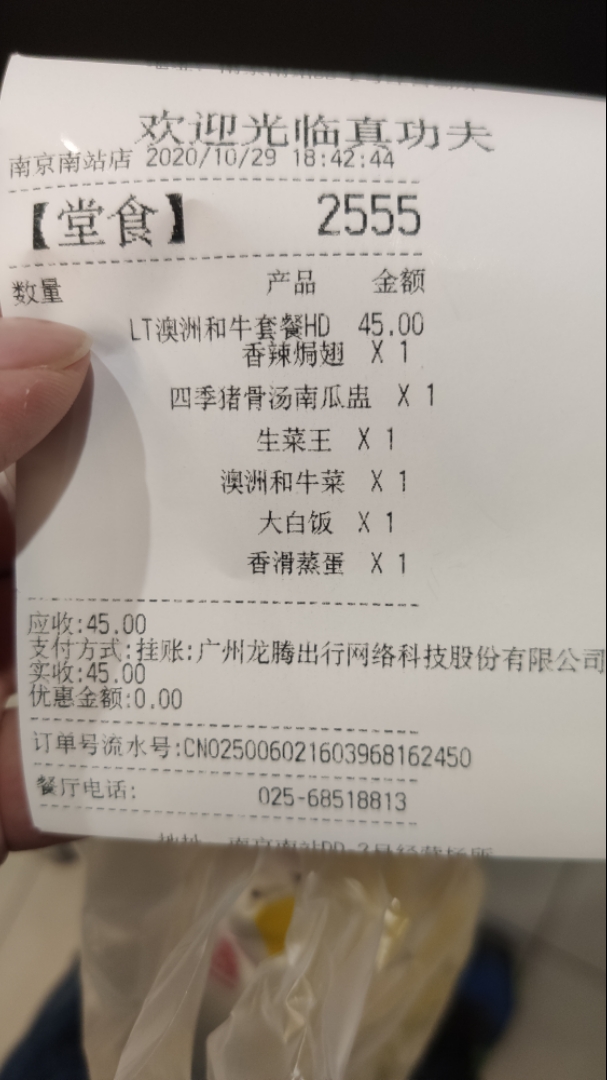 欢迎光临真功夫
南京南站店 2020/10/29 18:42:44
【堂食】 2555
数量 产品 金额
LT澳洲和牛套餐HD 45.00
香辣焗翅 X 1
四季猪骨汤南瓜盅 X 1
生菜王 X 1
澳洲和牛菜 X 1
大白饭 X 1
香滑蒸蛋 X 1
应收:45.00
支付方式:挂账:广州龙腾出行网络科技股份有限公司
实收:45.00
优惠金额:0.00
订单号流水号:CN025006021603968162450
餐厅电话: 025-68518813